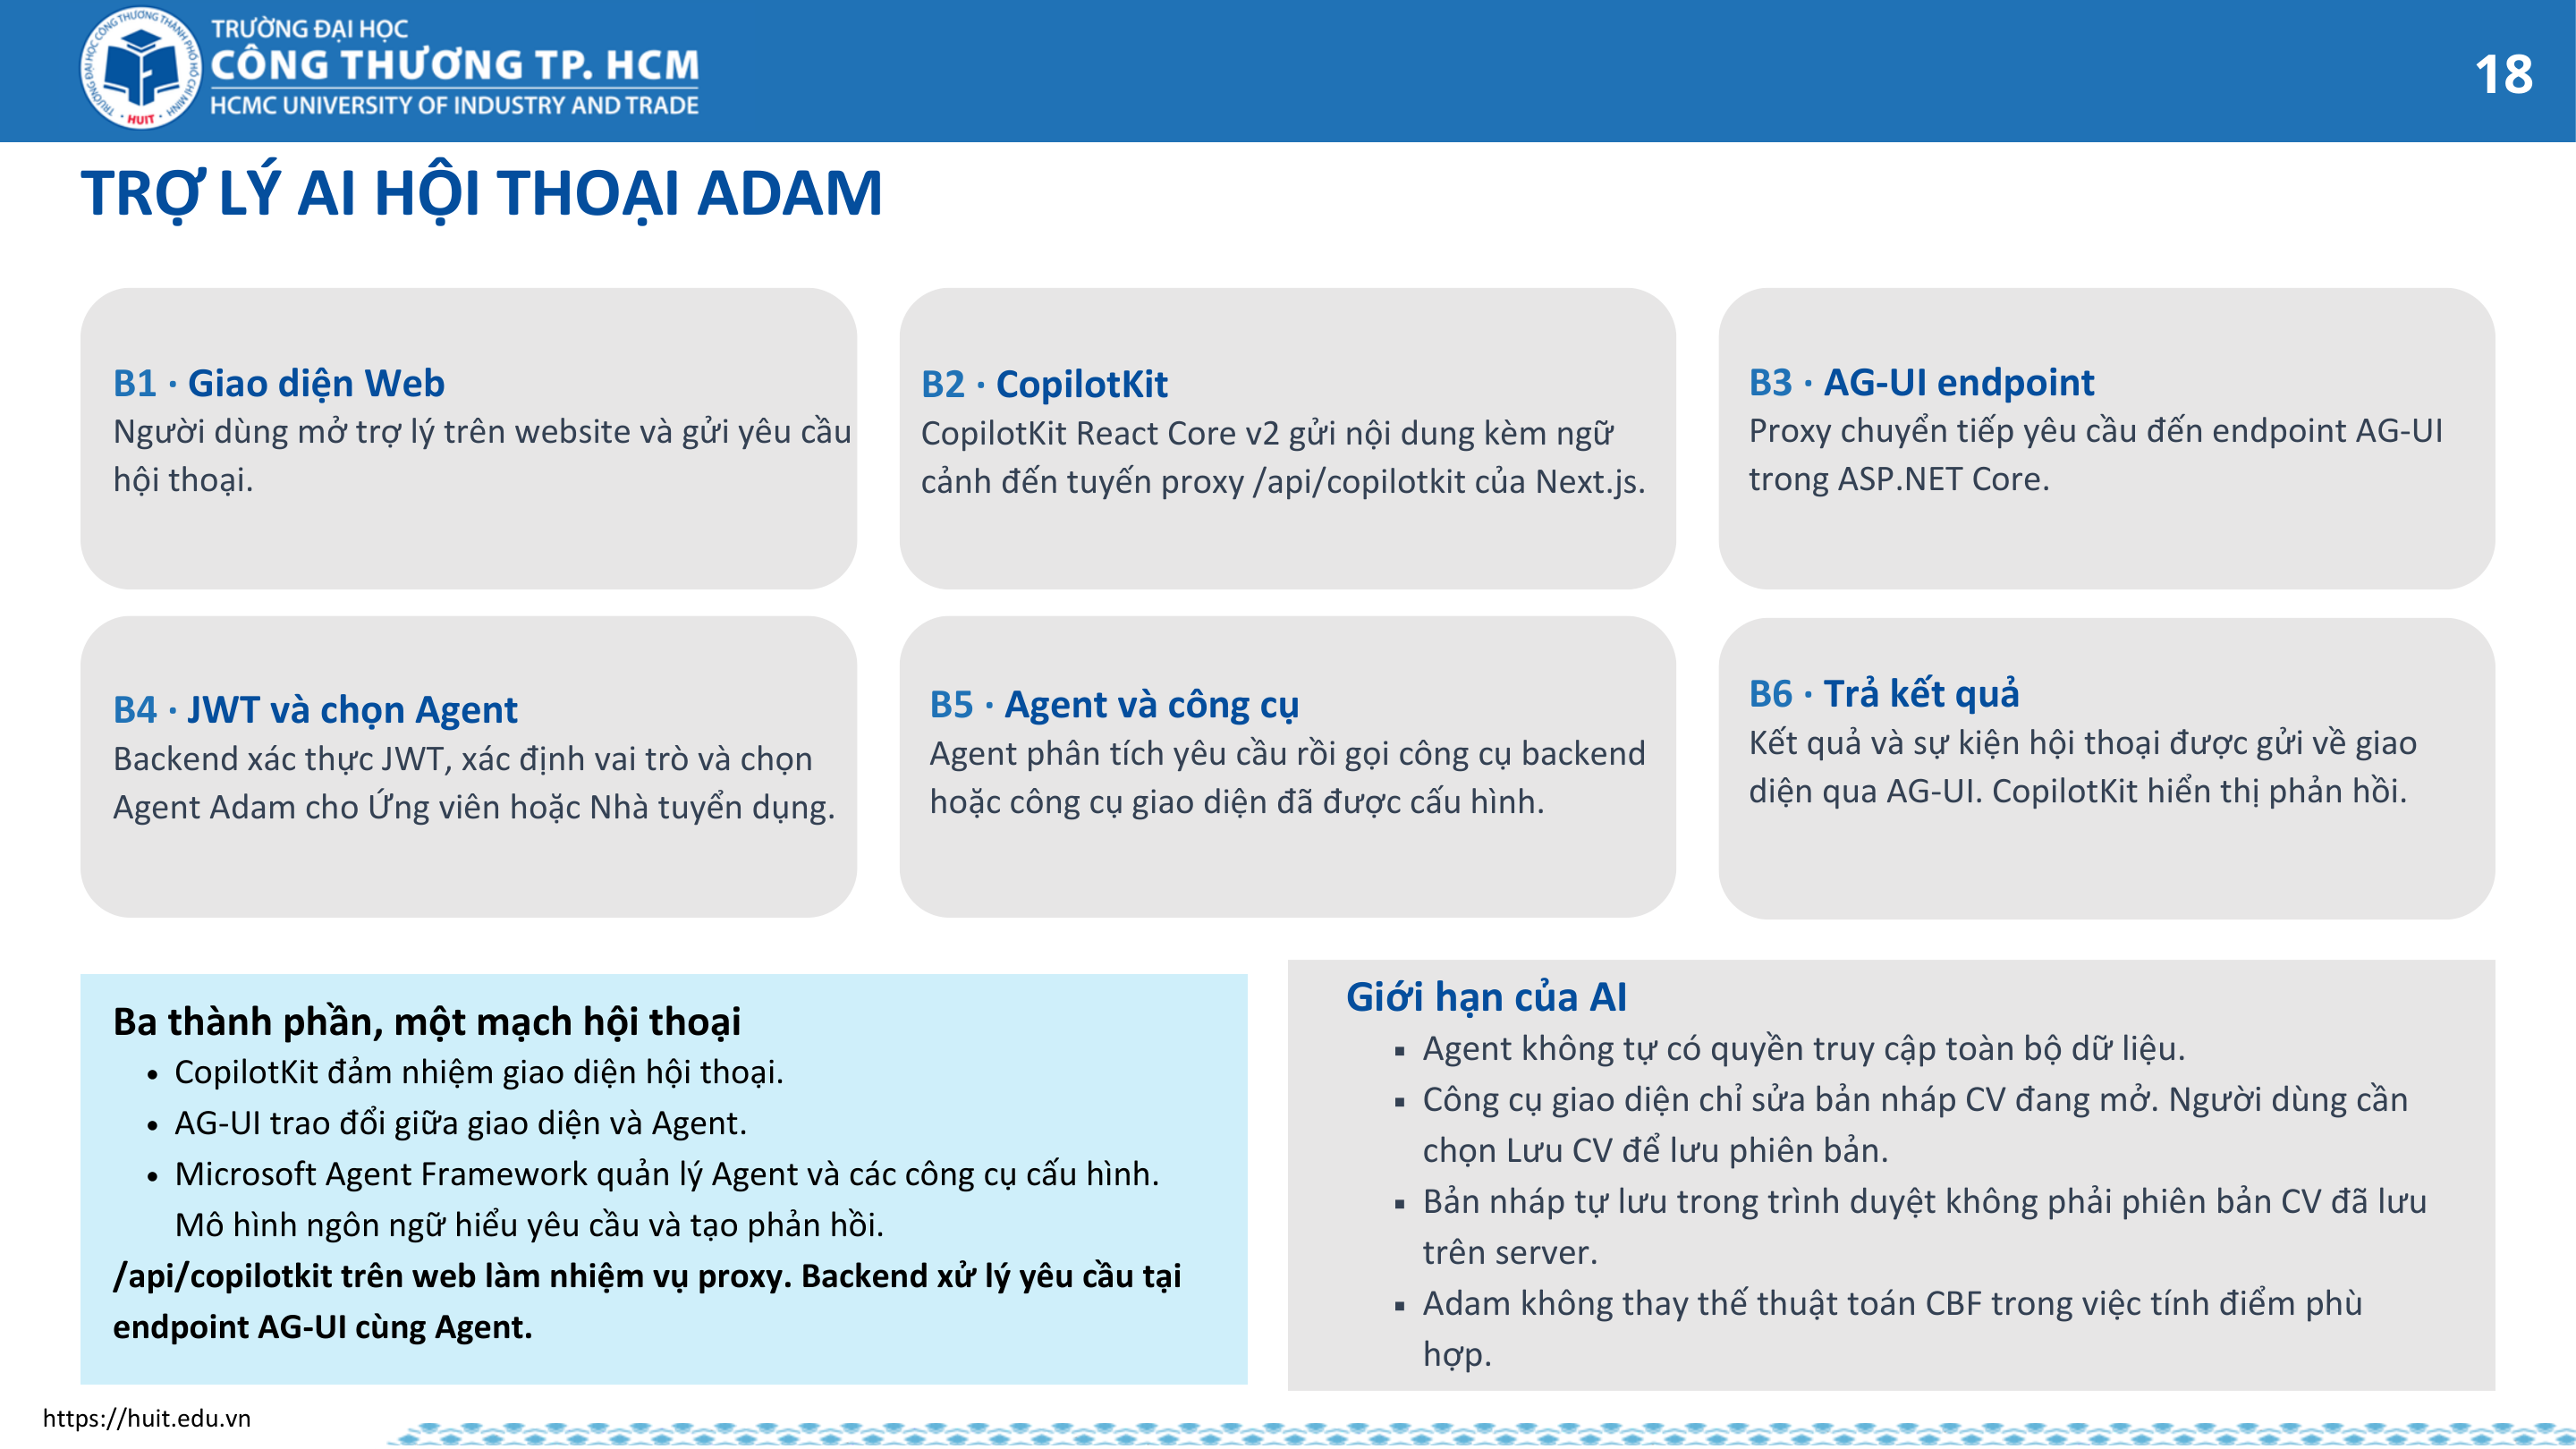 TRƯỜNG ĐẠI HỌC CÔNG THƯƠNG THÀNH PHỐ HỒ CHÍ MINH
HUIT
TRƯỜNG ĐẠI HỌC
CÔNG THƯƠNG TP. HCM
HCMC UNIVERSITY OF INDUSTRY AND TRADE
18
TRỢ LÝ AI HỘI THOẠI ADAM
B1 · Giao diện Web
Người dùng mở trợ lý trên website và gửi yêu cầu
hội thoại.
B2 · CopilotKit
CopilotKit React Core v2 gửi nội dung kèm ngữ
cảnh đến tuyến proxy /api/copilotkit của Next.js.
B3 · AG-UI endpoint
Proxy chuyển tiếp yêu cầu đến endpoint AG-UI
trong ASP.NET Core.
B4 · JWT và chọn Agent
Backend xác thực JWT, xác định vai trò và chọn
Agent Adam cho Ứng viên hoặc Nhà tuyển dụng.
B5 · Agent và công cụ
Agent phân tích yêu cầu rồi gọi công cụ backend
hoặc công cụ giao diện đã được cấu hình.
B6 · Trả kết quả
Kết quả và sự kiện hội thoại được gửi về giao
diện qua AG-UI. CopilotKit hiển thị phản hồi.
Ba thành phần, một mạch hội thoại
• CopilotKit đảm nhiệm giao diện hội thoại.
• AG-UI trao đổi giữa giao diện và Agent.
• Microsoft Agent Framework quản lý Agent và các công cụ cấu hình.
Mô hình ngôn ngữ hiểu yêu cầu và tạo phản hồi.
/api/copilotkit trên web làm nhiệm vụ proxy. Backend xử lý yêu cầu tại
endpoint AG-UI cùng Agent.
Giới hạn của AI
▪ Agent không tự có quyền truy cập toàn bộ dữ liệu.
▪ Công cụ giao diện chỉ sửa bản nháp CV đang mở. Người dùng cần
chọn Lưu CV để lưu phiên bản.
▪ Bản nháp tự lưu trong trình duyệt không phải phiên bản CV đã lưu
trên server.
▪ Adam không thay thế thuật toán CBF trong việc tính điểm phù
hợp.
https://huit.edu.vn